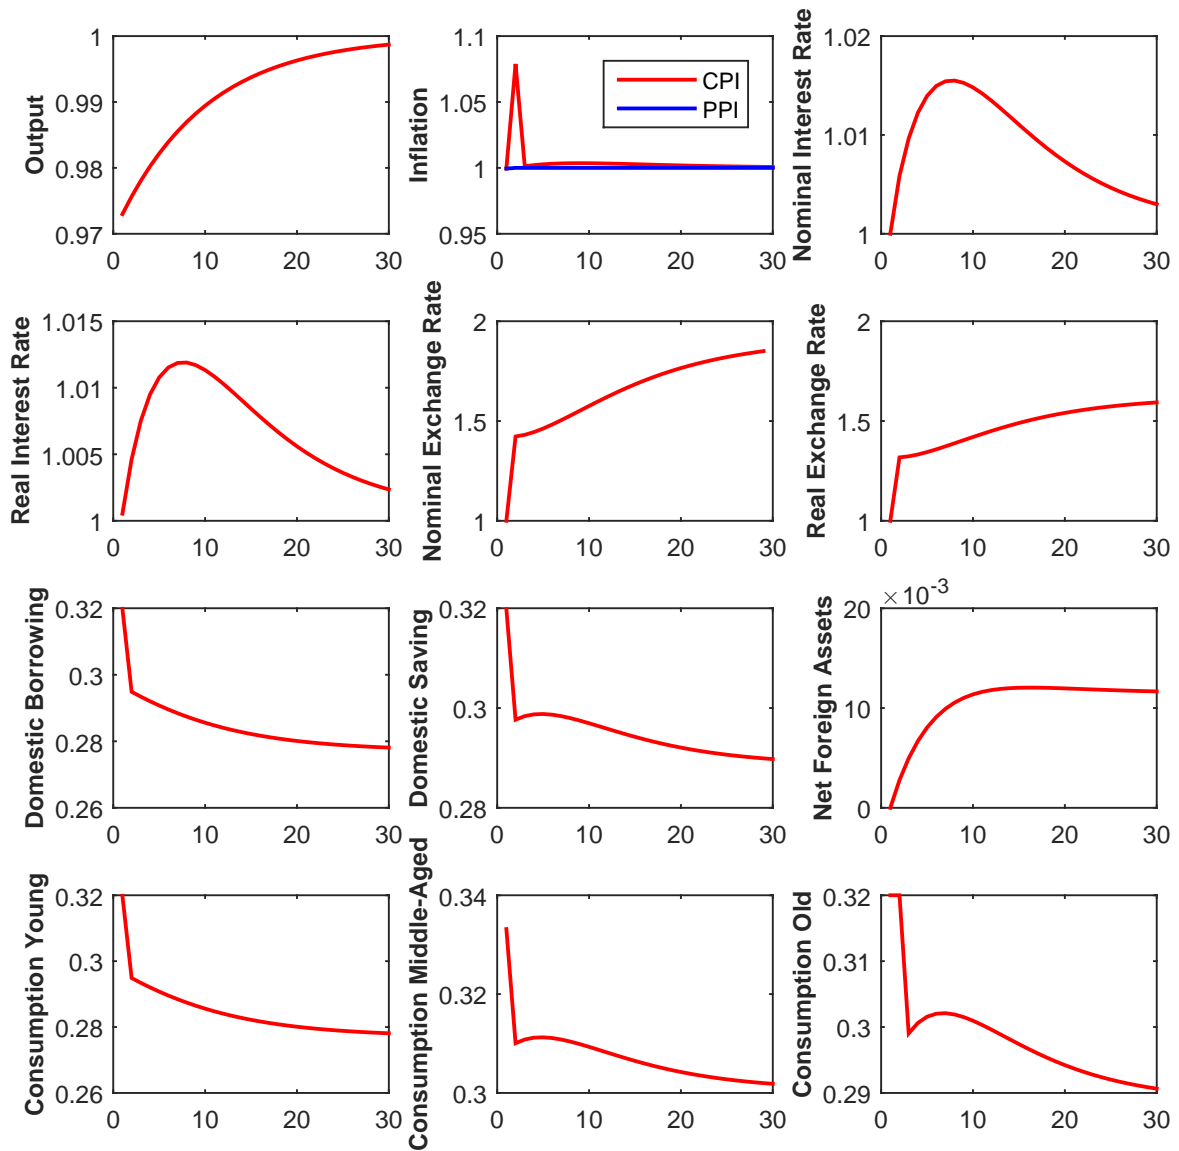 Output
1
0.99
0.98
0.97
0 10 20 30
Inflation
1.1
1.05
1
0.95
CPI
PPI
0 10 20 30
Nominal Interest Rate
1.02
1.01
1
0 10 20 30
Real Interest Rate
1.015
1.01
1.005
1
0 10 20 30
Nominal Exchange Rate
2
1.5
1
0 10 20 30
Real Exchange Rate
2
1.5
1
0 10 20 30
Domestic Borrowing
0.32
0.3
0.28
0.26
0 10 20 30
Domestic Saving
0.32
0.3
0.28
0 10 20 30
Net Foreign Assets
×10⁻³
20
10
0
0 10 20 30
Consumption Young
0.32
0.3
0.28
0.26
0 10 20 30
Consumption Middle-Aged
0.34
0.32
0.3
0 10 20 30
Consumption Old
0.32
0.31
0.3
0.29
0 10 20 30